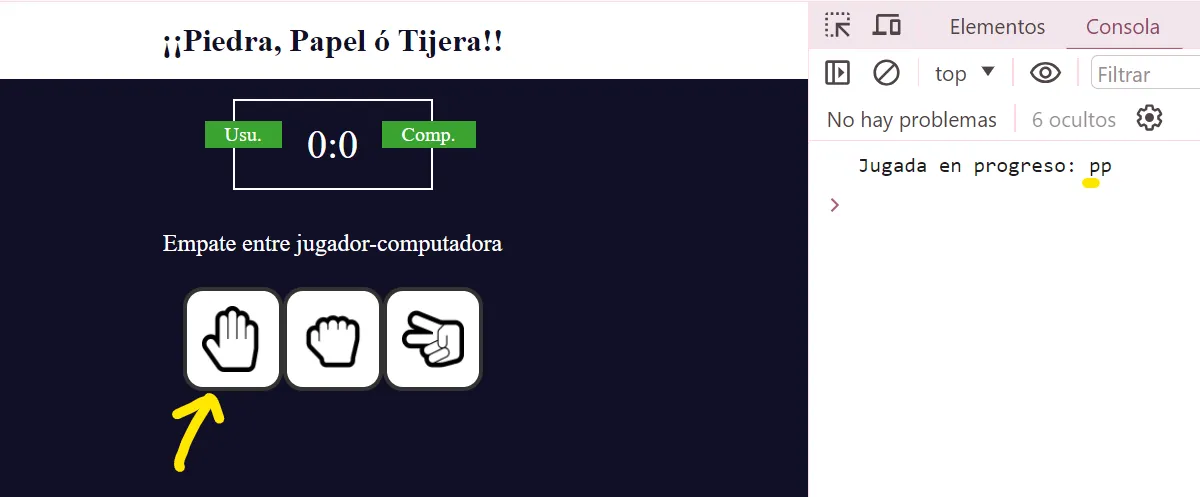 ¡¡Piedra, Papel ó Tijera!!
Usu.
0:0
Comp.
Empate entre jugador-computadora
Elementos
Consola
top
Filtrar
No hay problemas
6 ocultos
Jugada en progreso: pp